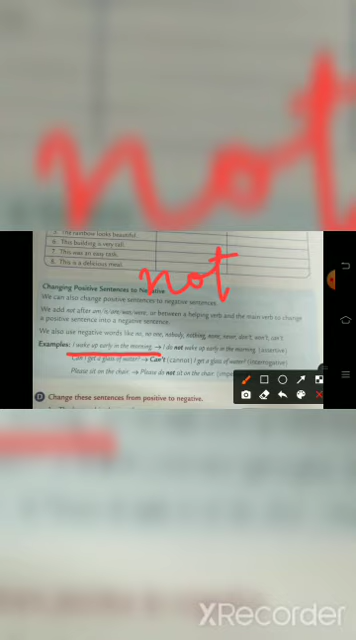 not
5. The rainbow looks beautiful.
6. This building is very tall.
7. This was an easy task.
8. This is a delicious meal.
not
Changing Positive Sentences to Negative
We can also change positive sentences to negative sentences.
We add not after am/is/are/was/were, or between a helping verb and the main verb to change
a positive sentence into a negative sentence.
We also use negative words like no, no one, nobody, nothing, none, never, don't, won't, can't.
Examples: I wake up early in the morning. → I do not wake up early in the morning. (assertive)
Can I get a glass of water? → Can't (cannot) I get a glass of water? (interrogative)
Please sit on the chair. → Please do not sit on the chair.
D Change these sentences from positive to negative.
XRecorder